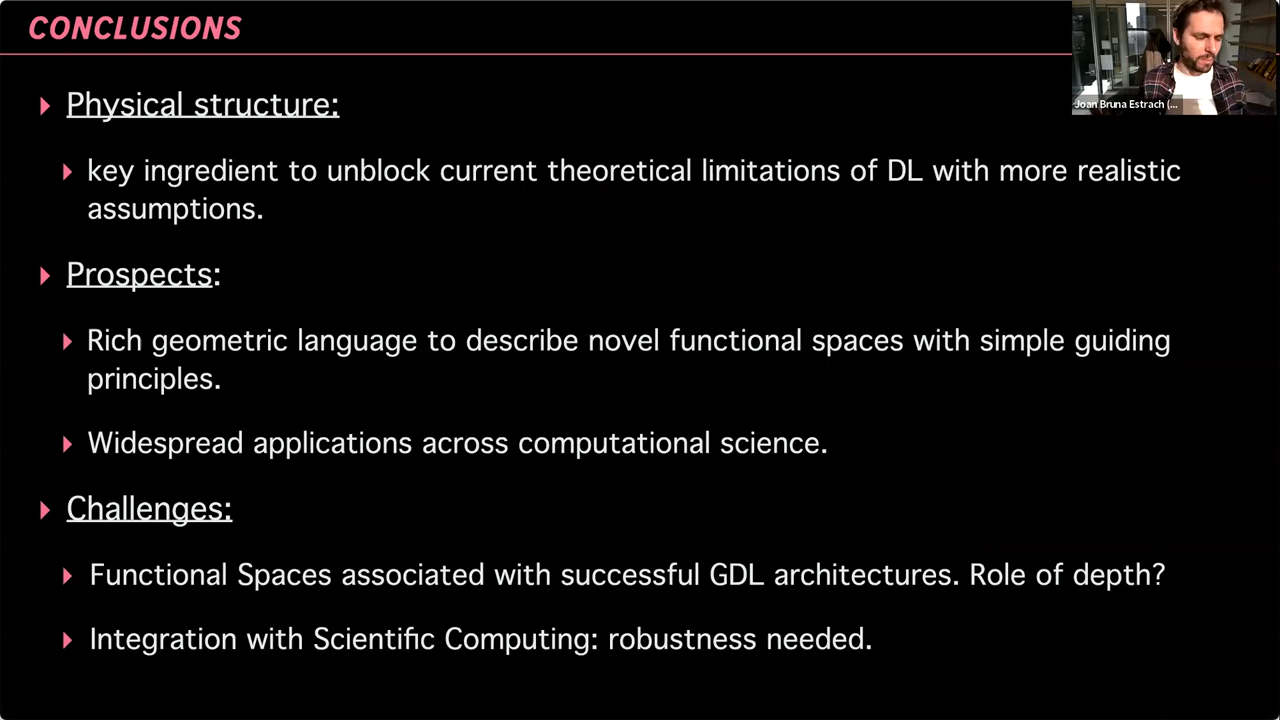 CONCLUSIONS
Joan Bruna Estrach (...
Physical structure:
key ingredient to unblock current theoretical limitations of DL with more realistic
assumptions.
Prospects:
Rich geometric language to describe novel functional spaces with simple guiding
principles.
Widespread applications across computational science.
Challenges:
Functional Spaces associated with successful GDL architectures. Role of depth?
Integration with Scientific Computing: robustness needed.